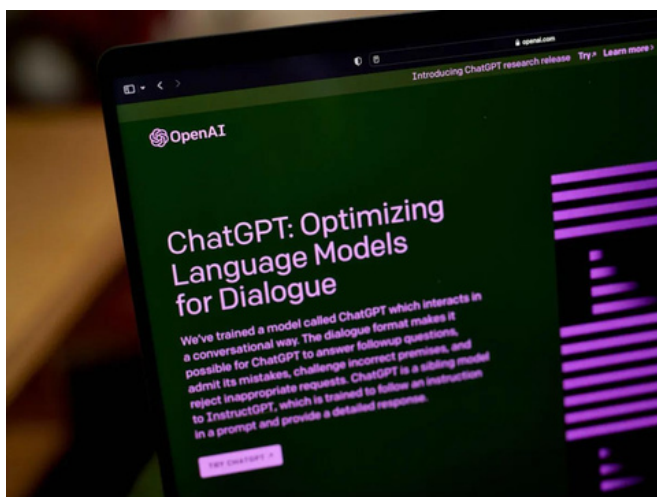 openai.com
Introducing ChatGPT research release Try↗ Learn more›
OpenAI
ChatGPT: Optimizing
Language Models
for Dialogue
We've trained a model called ChatGPT which interacts in
a conversational way. The dialogue format makes it
possible for ChatGPT to answer followup questions,
admit its mistakes, challenge incorrect premises, and
reject inappropriate requests. ChatGPT is a sibling model
to InstructGPT, which is trained to follow an instruction
in a prompt and provide a detailed response.
TRY CHATGPT ↗